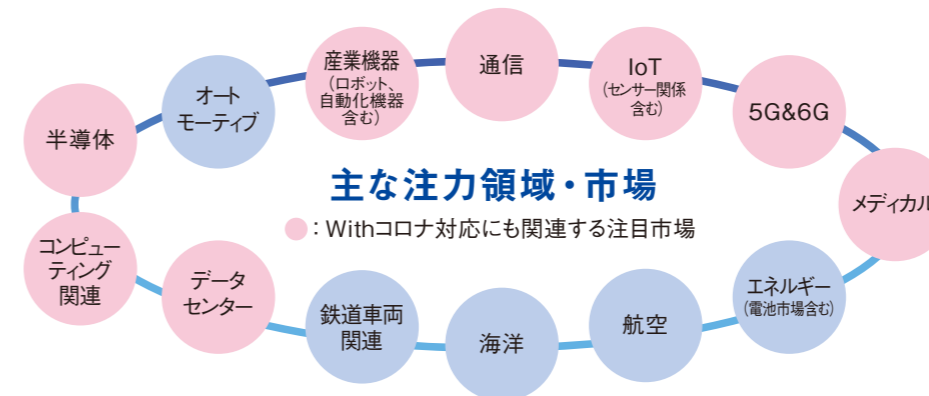 産業機器
(ロボット、
自動化機器
含む)
通信
IoT
(センサー関係
含む)
オート
モーティブ
5G&6G
半導体
主な注力領域・市場
メディカル
：Withコロナ対応にも関連する注目市場
コンピュー
ティング
関連
データ
センター
鉄道車両
関連
海洋
航空
エネルギー
(電池市場含む)